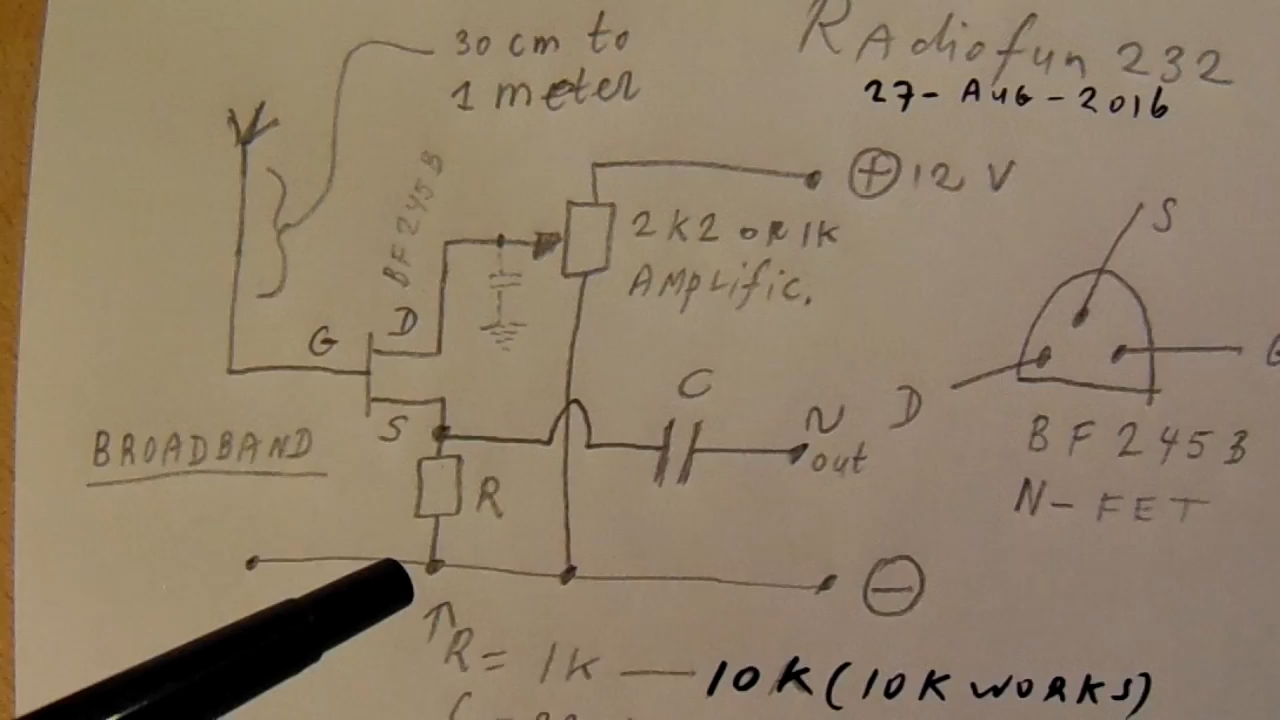 30 cm to
1 meter
RAdiofun 232
27-AUG-2016
BF245B
⊕ 12 V
2K2 OR 1K
AMPlific.
S
G
D
D
G
C
N
out
S
BROADBAND
R
BF245B
N-FET
⊖
↑R = 1K — 10K (10K WORKS)